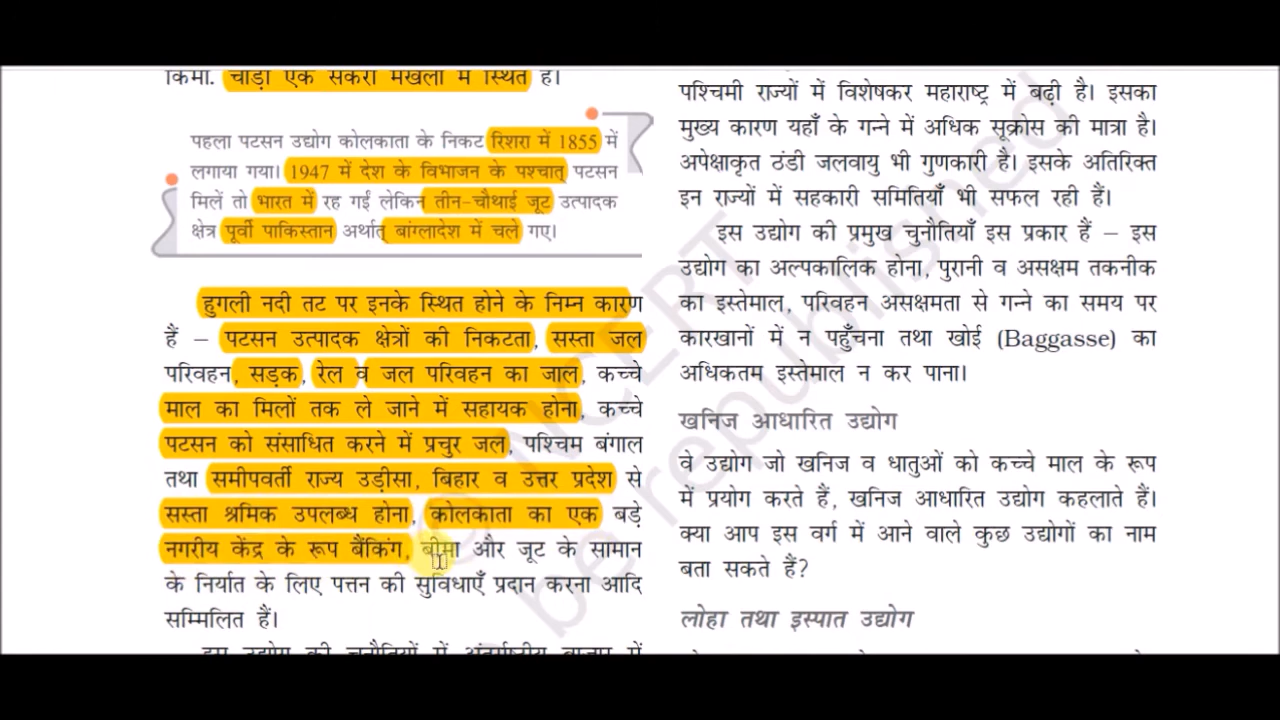 किमी. चौड़ी एक सँकरी मेखला में स्थित हैं।
पहला पटसन उद्योग कोलकाता के निकट रिशरा में 1855 में
लगाया गया। 1947 में देश के विभाजन के पश्चात् पटसन
मिलें तो भारत में रह गईं लेकिन तीन-चौथाई जूट उत्पादक
क्षेत्र पूर्वी पाकिस्तान अर्थात् बांग्लादेश में चले गए।
हुगली नदी तट पर इनके स्थित होने के निम्न कारण
हैं – पटसन उत्पादक क्षेत्रों की निकटता, सस्ता जल
परिवहन, सड़क, रेल व जल परिवहन का जाल, कच्चे
माल का मिलों तक ले जाने में सहायक होना, कच्चे
पटसन को संसाधित करने में प्रचुर जल, पश्चिम बंगाल
तथा समीपवर्ती राज्य उड़ीसा, बिहार व उत्तर प्रदेश से
सस्ता श्रमिक उपलब्ध होना, कोलकाता का एक बड़े
नगरीय केंद्र के रूप बैंकिंग, बीमा और जूट के सामान
के निर्यात के लिए पत्तन की सुविधाएँ प्रदान करना आदि
सम्मिलित हैं।
इस उद्योग की चुनौतियों में अंतर्राष्ट्रीय बाजार में
पश्चिमी राज्यों में विशेषकर महाराष्ट्र में बढ़ी है। इसका
मुख्य कारण यहाँ के गन्ने में अधिक सूक्रोस की मात्रा है।
अपेक्षाकृत ठंडी जलवायु भी गुणकारी है। इसके अतिरिक्त
इन राज्यों में सहकारी समितियाँ भी सफल रही हैं।
इस उद्योग की प्रमुख चुनौतियाँ इस प्रकार हैं – इस
उद्योग का अल्पकालिक होना, पुरानी व असक्षम तकनीक
का इस्तेमाल, परिवहन असक्षमता से गन्ने का समय पर
कारखानों में न पहुँचना तथा खोई (Baggasse) का
अधिकतम इस्तेमाल न कर पाना।
खनिज आधारित उद्योग
वे उद्योग जो खनिज व धातुओं को कच्चे माल के रूप
में प्रयोग करते हैं, खनिज आधारित उद्योग कहलाते हैं।
क्या आप इस वर्ग में आने वाले कुछ उद्योगों का नाम
बता सकते हैं?
लोहा तथा इस्पात उद्योग
© NCERT
be republished